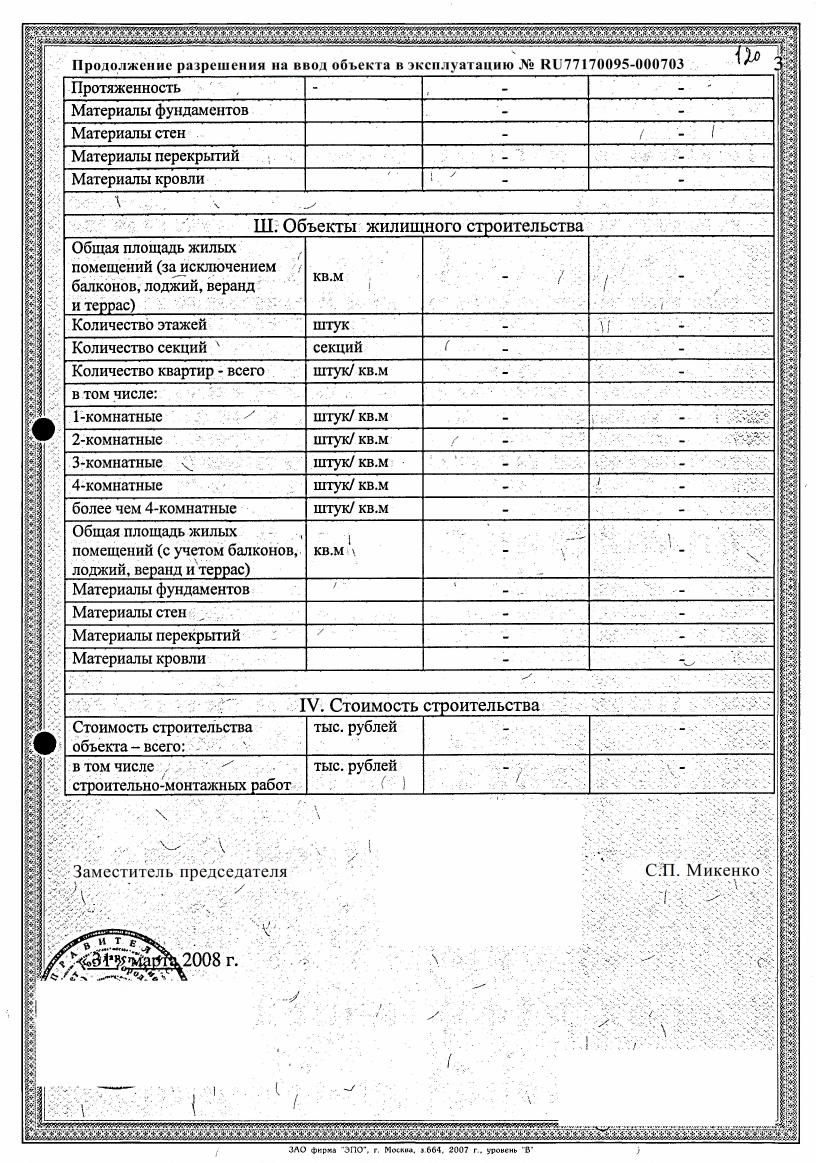 120 3
Продолжение разрешения на ввод объекта в эксплуатацию № RU77170095-000703
Протяженность - - -
Материалы фундаментов - -
Материалы стен - -
Материалы перекрытий - -
Материалы кровли - -
Ш. Объекты жилищного строительства
Общая площадь жилых
помещений (за исключением
балконов, лоджий, веранд
и террас) кв.м - -
Количество этажей штук - -
Количество секций секций - -
Количество квартир - всего штук/ кв.м - -
в том числе:
1-комнатные штук/ кв.м - -
2-комнатные штук/ кв.м - -
3-комнатные штук/ кв.м - -
4-комнатные штук/ кв.м - -
более чем 4-комнатные штук/ кв.м - -
Общая площадь жилых
помещений (с учетом балконов, кв.м - -
лоджий, веранд и террас)
Материалы фундаментов - -
Материалы стен - -
Материалы перекрытий - -
Материалы кровли - -
IV. Стоимость строительства
Стоимость строительства тыс. рублей - -
объекта – всего:
в том числе тыс. рублей - -
строительно-монтажных работ
Заместитель председателя С.П. Микенко
ПРАВИТЕЛЬС
"31" марта 2008 г.
ЗАО фирма "ЭПО", г. Москва, з.664, 2007 г., уровень "В"